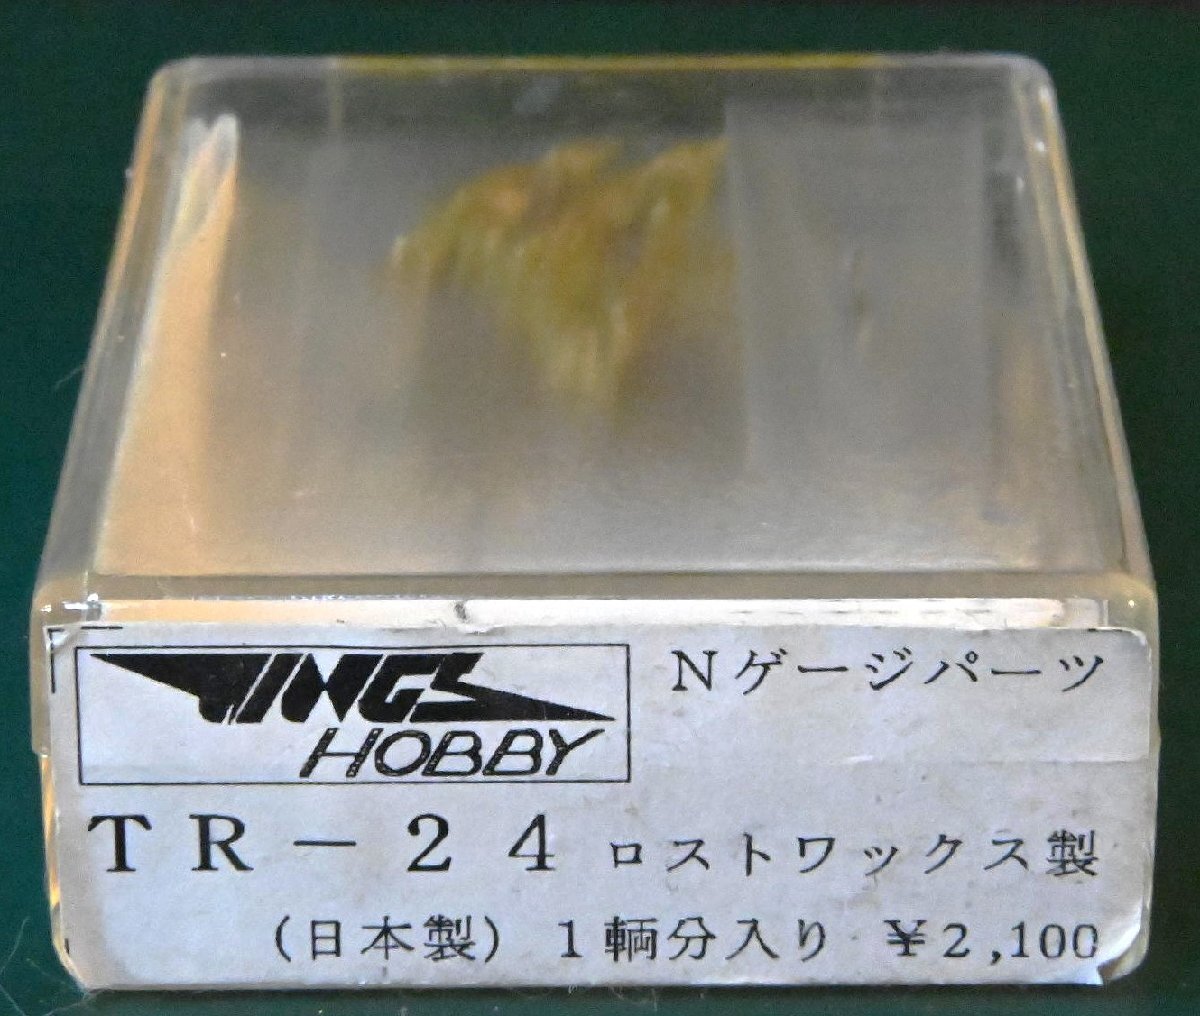 WINGS
HOBBY
Nゲージパーツ
TR-24 ロストワックス製
(日本製) 1輌分入り ¥2,100